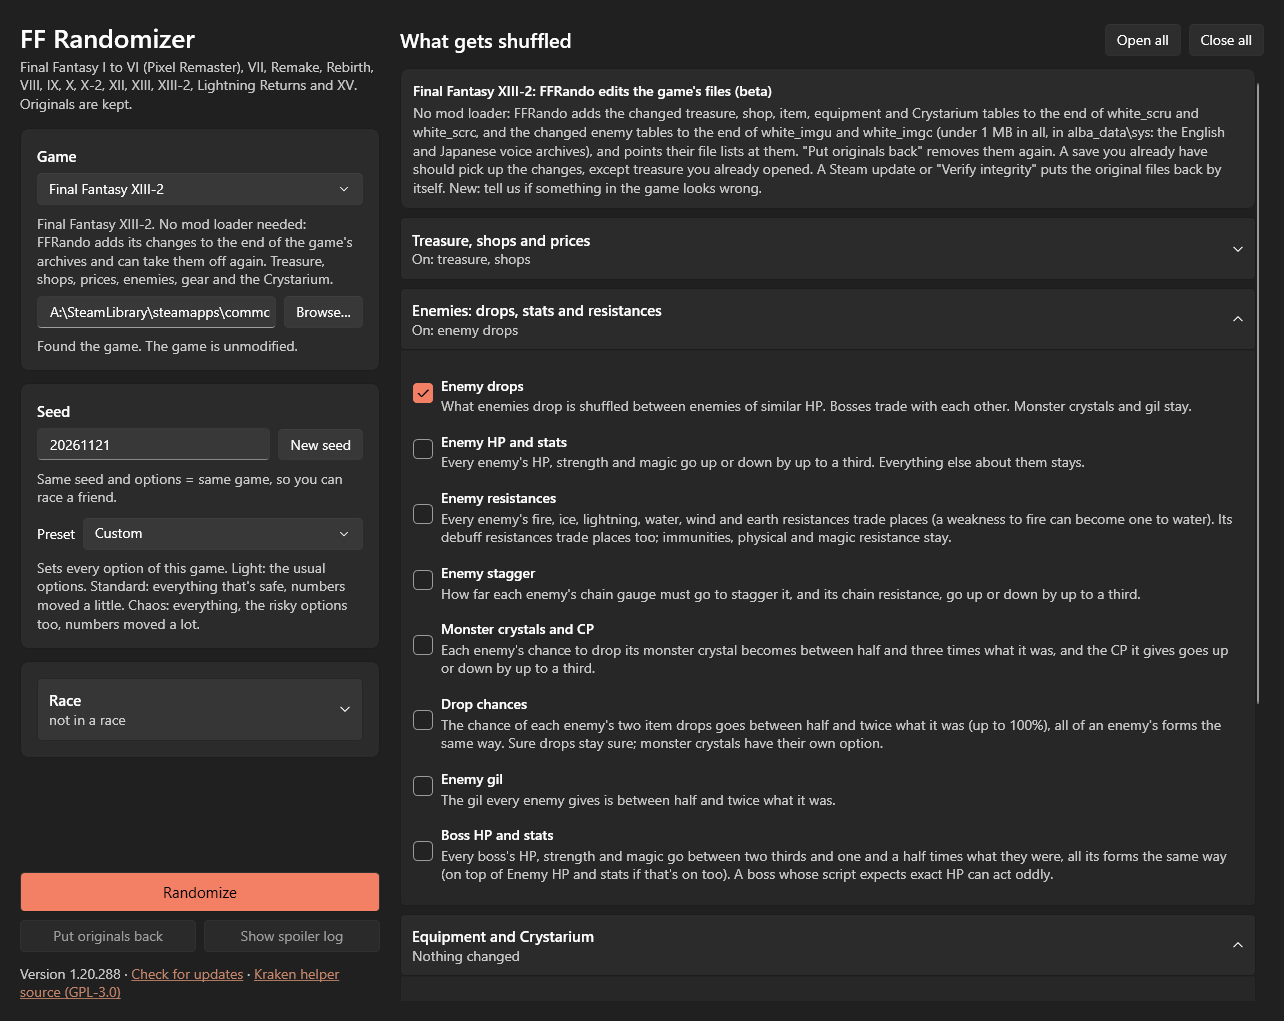 FF Randomizer
Final Fantasy I to VI (Pixel Remaster), VII, Remake, Rebirth,
VIII, IX, X, X-2, XII, XIII, XIII-2, Lightning Returns and XV.
Originals are kept.
Game
Final Fantasy XIII-2
Final Fantasy XIII-2. No mod loader needed:
FFRando adds its changes to the end of the game's
archives and can take them off again. Treasure,
shops, prices, enemies, gear and the Crystarium.
A:\SteamLibrary\steamapps\commc
Browse...
Found the game. The game is unmodified.
Seed
20261121
New seed
Same seed and options = same game, so you can
race a friend.
Preset
Custom
Sets every option of this game. Light: the usual
options. Standard: everything that's safe, numbers
moved a little. Chaos: everything, the risky options
too, numbers moved a lot.
Race
not in a race
Randomize
Put originals back
Show spoiler log
Version 1.20.288 · Check for updates · Kraken helper
source (GPL-3.0)
What gets shuffled
Open all
Close all
Final Fantasy XIII-2: FFRando edits the game's files (beta)
No mod loader: FFRando adds the changed treasure, shop, item, equipment and Crystarium tables to the end of white_scru and
white_scrc, and the changed enemy tables to the end of white_imgu and white_imgc (under 1 MB in all, in alba_data\sys: the English
and Japanese voice archives), and points their file lists at them. "Put originals back" removes them again. A save you already have
should pick up the changes, except treasure you already opened. A Steam update or "Verify integrity" puts the original files back by
itself. New: tell us if something in the game looks wrong.
Treasure, shops and prices
On: treasure, shops
Enemies: drops, stats and resistances
On: enemy drops
Enemy drops
What enemies drop is shuffled between enemies of similar HP. Bosses trade with each other. Monster crystals and gil stay.
Enemy HP and stats
Every enemy's HP, strength and magic go up or down by up to a third. Everything else about them stays.
Enemy resistances
Every enemy's fire, ice, lightning, water, wind and earth resistances trade places (a weakness to fire can become one to water). Its
debuff resistances trade places too; immunities, physical and magic resistance stay.
Enemy stagger
How far each enemy's chain gauge must go to stagger it, and its chain resistance, go up or down by up to a third.
Monster crystals and CP
Each enemy's chance to drop its monster crystal becomes between half and three times what it was, and the CP it gives goes up
or down by up to a third.
Drop chances
The chance of each enemy's two item drops goes between half and twice what it was (up to 100%), all of an enemy's forms the
same way. Sure drops stay sure; monster crystals have their own option.
Enemy gil
The gil every enemy gives is between half and twice what it was.
Boss HP and stats
Every boss's HP, strength and magic go between two thirds and one and a half times what they were, all its forms the same way
(on top of Enemy HP and stats if that's on too). A boss whose script expects exact HP can act oddly.
Equipment and Crystarium
Nothing changed